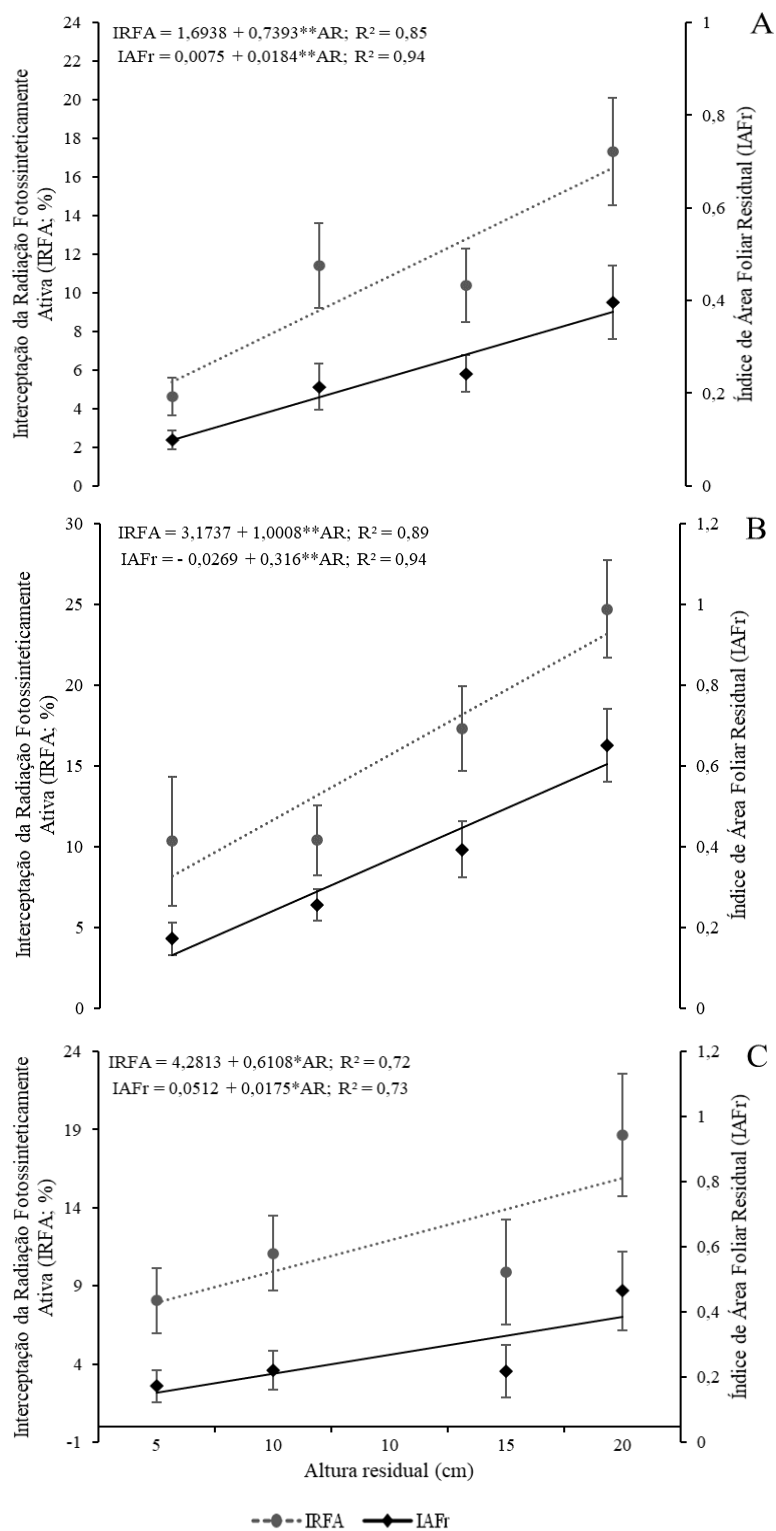 A
IRFA = 1,6938 + 0,7393**AR; R² = 0,85
IAFr = 0,0075 + 0,0184**AR; R² = 0,94
Interceptação da Radiação Fotossinteticamente
Ativa (IRFA; %)
24
22
20
18
16
14
12
10
8
6
4
2
0
1
0,8
0,6
0,4
0,2
0
Índice de Área Foliar Residual (IAFr)
B
IRFA = 3,1737 + 1,0008**AR; R² = 0,89
IAFr = - 0,0269 + 0,316**AR; R² = 0,94
Interceptação da Radiação Fotossinteticamente
Ativa (IRFA; %)
30
25
20
15
10
5
0
1,2
1
0,8
0,6
0,4
0,2
0
Índice de Área Foliar Residual (IAFr)
C
IRFA = 4,2813 + 0,6108*AR; R² = 0,72
IAFr = 0,0512 + 0,0175*AR; R² = 0,73
Interceptação da Radiação Fotossinteticamente
Ativa (IRFA; %)
24
19
14
9
4
-1
1,2
1
0,8
0,6
0,4
0,2
0
Índice de Área Foliar Residual (IAFr)
5 10 10 15 20
Altura residual (cm)
IRFA IAFr